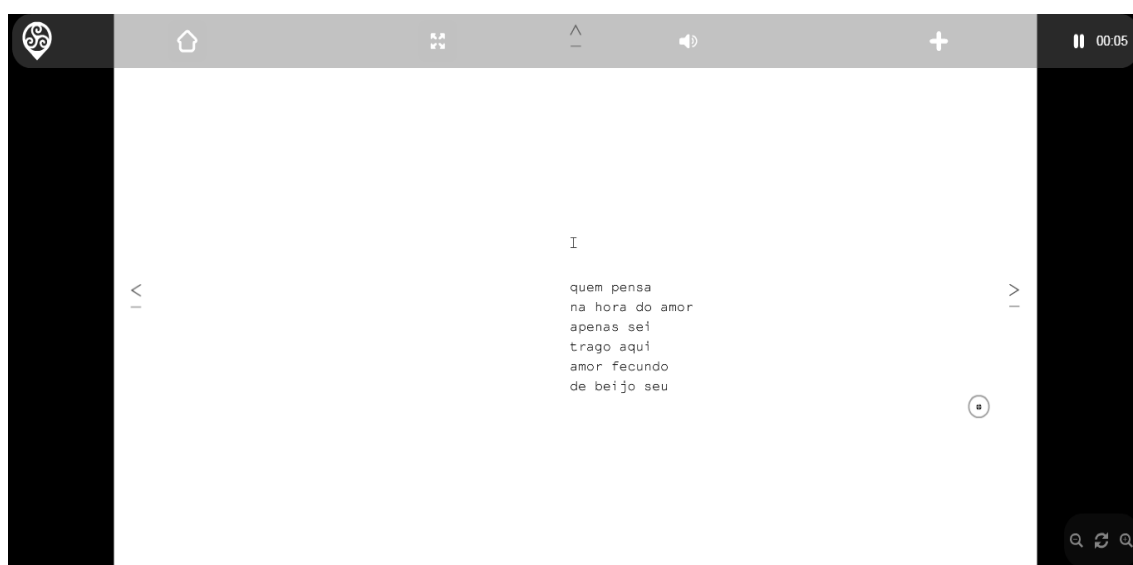 00:05
I
quem pensa
na hora do amor
apenas sei
trago aqui
amor fecundo
de beijo seu